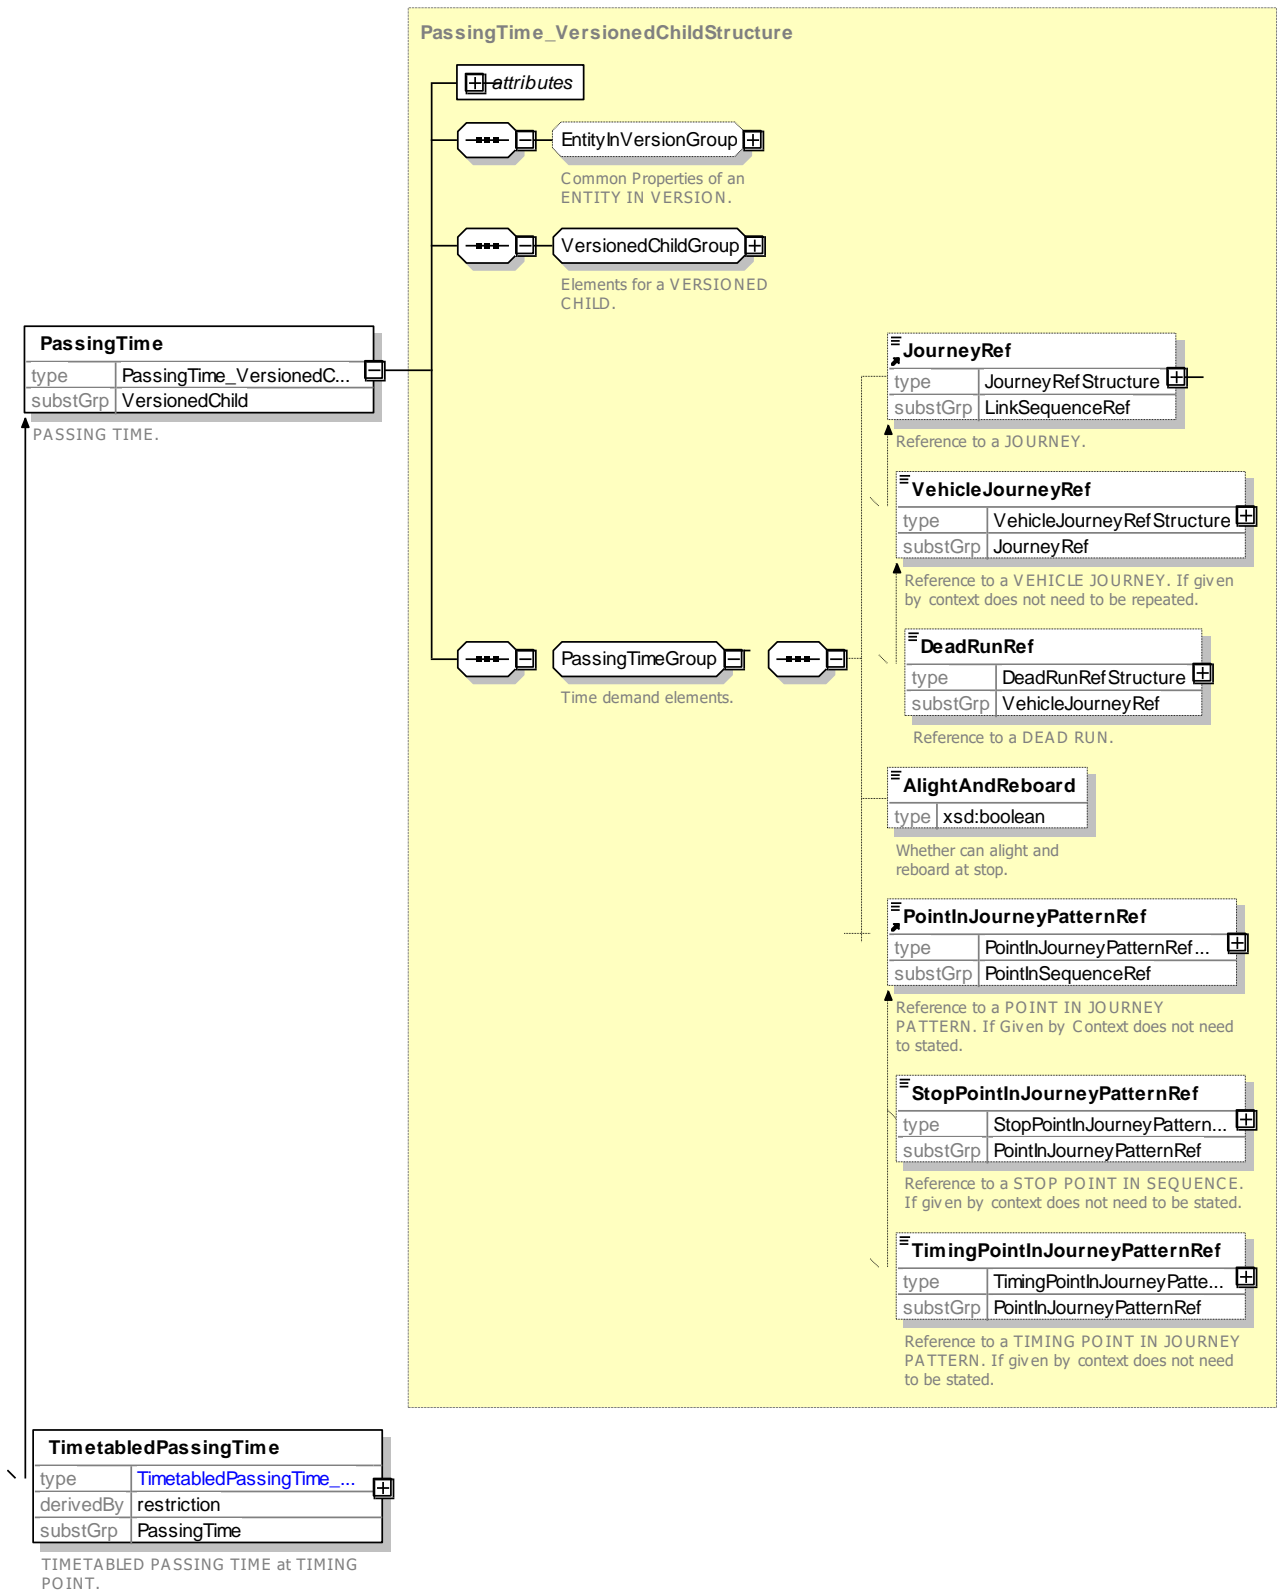 PassingTime_VersionedChildStructure
attributes
EntityInVersionGroup
Common Properties of an
ENTITY IN VERSION.
VersionedChildGroup
Elements for a VERSIONED
CHILD.
PassingTime
type PassingTime_VersionedC...
substGrp VersionedChild
PASSING TIME.
JourneyRef
type JourneyRefStructure
substGrp LinkSequenceRef
Reference to a JOURNEY.
VehicleJourneyRef
type VehicleJourneyRefStructure
substGrp JourneyRef
Reference to a VEHICLE JOURNEY. If given
by context does not need to be repeated.
PassingTimeGroup
Time demand elements.
DeadRunRef
type DeadRunRefStructure
substGrp VehicleJourneyRef
Reference to a DEAD RUN.
AlightAndReboard
type xsd:boolean
Whether can alight and
reboard at stop.
PointInJourneyPatternRef
type PointInJourneyPatternRef...
substGrp PointInSequenceRef
Reference to a POINT IN JOURNEY
PATTERN. If Given by Context does not need
to stated.
StopPointInJourneyPatternRef
type StopPointInJourneyPattern...
substGrp PointInJourneyPatternRef
Reference to a STOP POINT IN SEQUENCE.
If given by context does not need to be stated.
TimingPointInJourneyPatternRef
type TimingPointInJourneyPatte...
substGrp PointInJourneyPatternRef
Reference to a TIMING POINT IN JOURNEY
PATTERN. If given by context does not need
to be stated.
TimetabledPassingTime
type TimetabledPassingTime_...
derivedBy restriction
substGrp PassingTime
TIMETABLED PASSING TIME at TIMING
POINT.